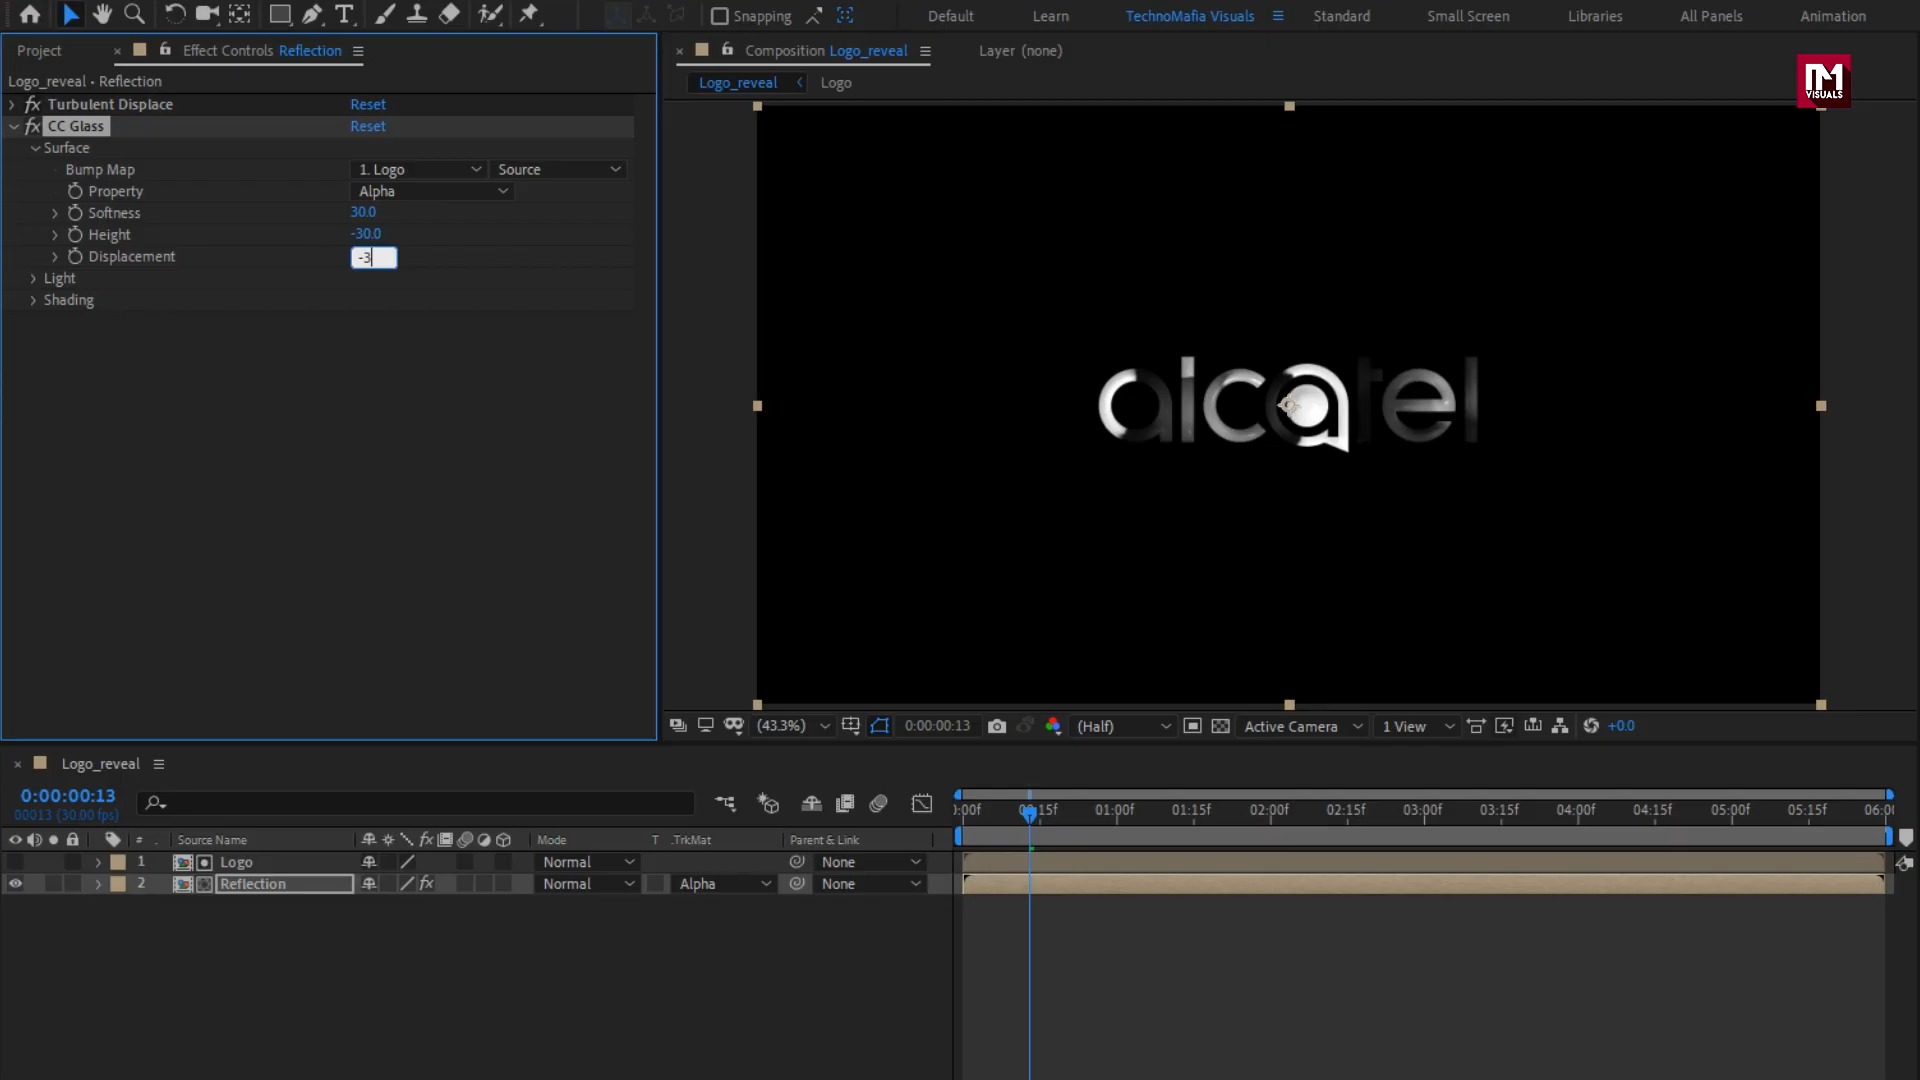 Snapping
Default
Learn
TechnoMafia Visuals
Standard
Small Screen
Libraries
All Panels
Animation
Project
Effect Controls Reflection
Composition Logo_reveal
Layer (none)
Logo_reveal • Reflection
Logo_reveal
Logo
VISUALS
fx Turbulent Displace Reset
fx CC Glass Reset
Surface
Bump Map 1. Logo Source
Property Alpha
Softness 30.0
Height -30.0
Displacement -3
Light
Shading
alcatel
(43.3%) 0:00:00:13 (Half) Active Camera 1 View +0.0
Logo_reveal
0:00:00:13
00013 (30.00 fps)
):00f 00:15f 01:00f 01:15f 02:00f 02:15f 03:00f 03:15f 04:00f 04:15f 05:00f 05:15f 06:00
# . Source Name fx Mode T .TrkMat Parent & Link
1 Logo Normal None
2 Reflection fx Normal Alpha None